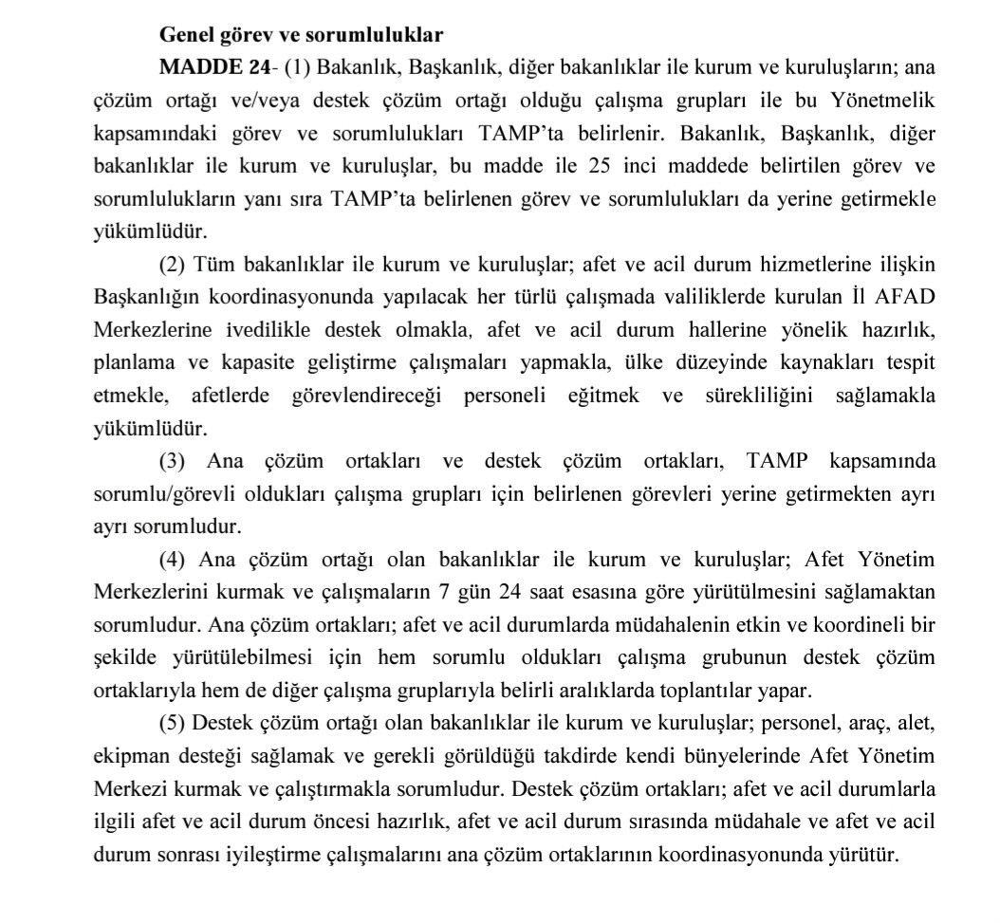 Genel görev ve sorumluluklar
MADDE 24- (1) Bakanlık, Başkanlık, diğer bakanlıklar ile kurum ve kuruluşların; ana
çözüm ortağı ve/veya destek çözüm ortağı olduğu çalışma grupları ile bu Yönetmelik
kapsamındaki görev ve sorumlulukları TAMP’ta belirlenir. Bakanlık, Başkanlık, diğer
bakanlıklar ile kurum ve kuruluşlar, bu madde ile 25 inci maddede belirtilen görev ve
sorumlulukların yanı sıra TAMP’ta belirlenen görev ve sorumlulukları da yerine getirmekle
yükümlüdür.
(2) Tüm bakanlıklar ile kurum ve kuruluşlar; afet ve acil durum hizmetlerine ilişkin
Başkanlığın koordinasyonunda yapılacak her türlü çalışmada valiliklerde kurulan İl AFAD
Merkezlerine ivedilikle destek olmakla, afet ve acil durum hallerine yönelik hazırlık,
planlama ve kapasite geliştirme çalışmaları yapmakla, ülke düzeyinde kaynakları tespit
etmekle, afetlerde görevlendireceği personeli eğitmek ve sürekliliğini sağlamakla
yükümlüdür.
(3) Ana çözüm ortakları ve destek çözüm ortakları, TAMP kapsamında
sorumlu/görevli oldukları çalışma grupları için belirlenen görevleri yerine getirmekten ayrı
ayrı sorumludur.
(4) Ana çözüm ortağı olan bakanlıklar ile kurum ve kuruluşlar; Afet Yönetim
Merkezlerini kurmak ve çalışmaların 7 gün 24 saat esasına göre yürütülmesini sağlamaktan
sorumludur. Ana çözüm ortakları; afet ve acil durumlarda müdahalenin etkin ve koordineli bir
şekilde yürütülebilmesi için hem sorumlu oldukları çalışma grubunun destek çözüm
ortaklarıyla hem de diğer çalışma gruplarıyla belirli aralıklarda toplantılar yapar.
(5) Destek çözüm ortağı olan bakanlıklar ile kurum ve kuruluşlar; personel, araç, alet,
ekipman desteği sağlamak ve gerekli görüldüğü takdirde kendi bünyelerinde Afet Yönetim
Merkezi kurmak ve çalıştırmakla sorumludur. Destek çözüm ortakları; afet ve acil durumlarla
ilgili afet ve acil durum öncesi hazırlık, afet ve acil durum sırasında müdahale ve afet ve acil
durum sonrası iyileştirme çalışmalarını ana çözüm ortaklarının koordinasyonunda yürütür.